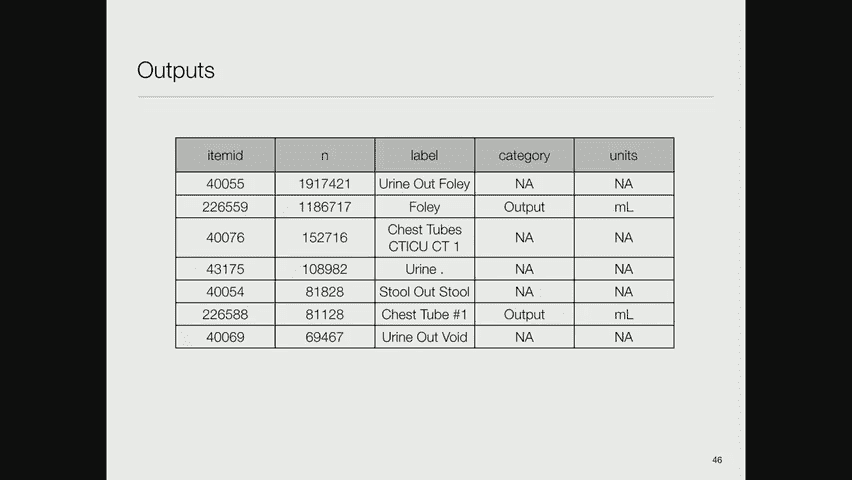 Outputs
itemid n label category units
40055 1917421 Urine Out Foley NA NA
226559 1186717 Foley Output mL
40076 152716 Chest Tubes CTICU CT 1 NA NA
43175 108982 Urine . NA NA
40054 81828 Stool Out Stool NA NA
226588 81128 Chest Tube #1 Output mL
40069 69467 Urine Out Void NA NA
46